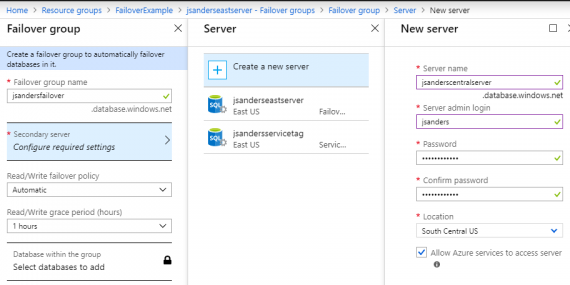 Home > Resource groups > FailoverExample > jsanderseastserver - Failover groups > Failover group > Server > New server
Failover group
Create a failover group to automatically failover
databases in it.
* Failover group name
jsandersfailover
.database.windows.net
* Secondary server
Configure required settings
Read/Write failover policy
Automatic
Read/Write grace period (hours)
1 hours
Database within the group
Select databases to add
Server
Create a new server
jsanderseastserver
East US
Failov...
jsandersservicetag
East US
Servic...
New server
* Server name
jsanderscentralserver
.database.windows.net
* Server admin login
jsanders
* Password
••••••••••••
* Confirm password
••••••••••••
* Location
South Central US
Allow Azure services to access server